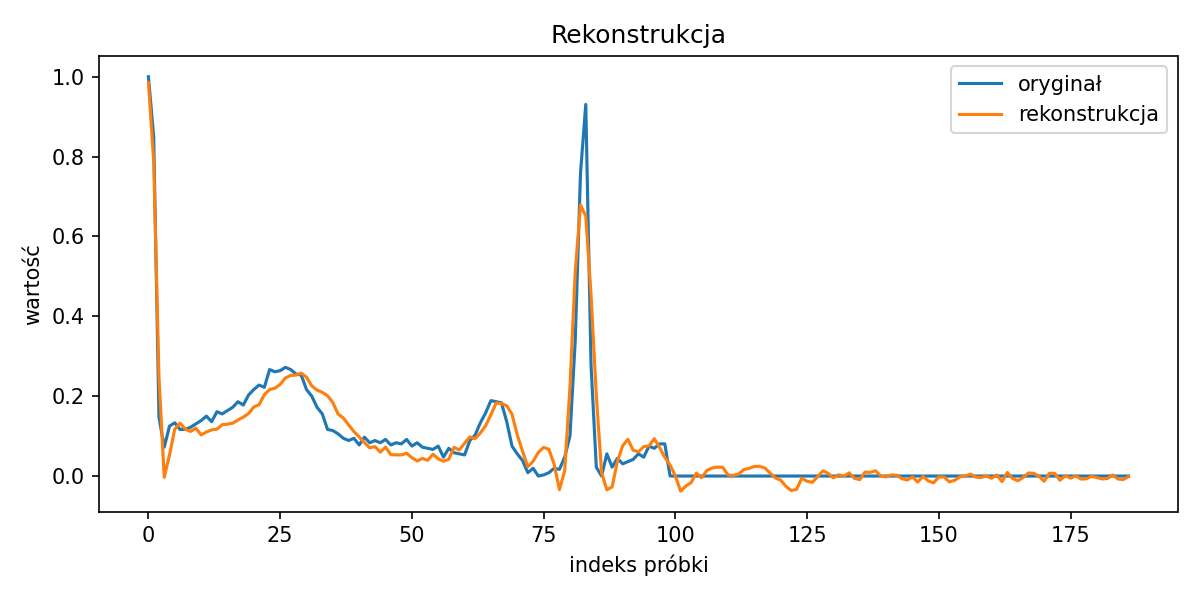 Rekonstrukcja
oryginał
rekonstrukcja
wartość
1.0
0.8
0.6
0.4
0.2
0.0
0 25 50 75 100 125 150 175
indeks próbki